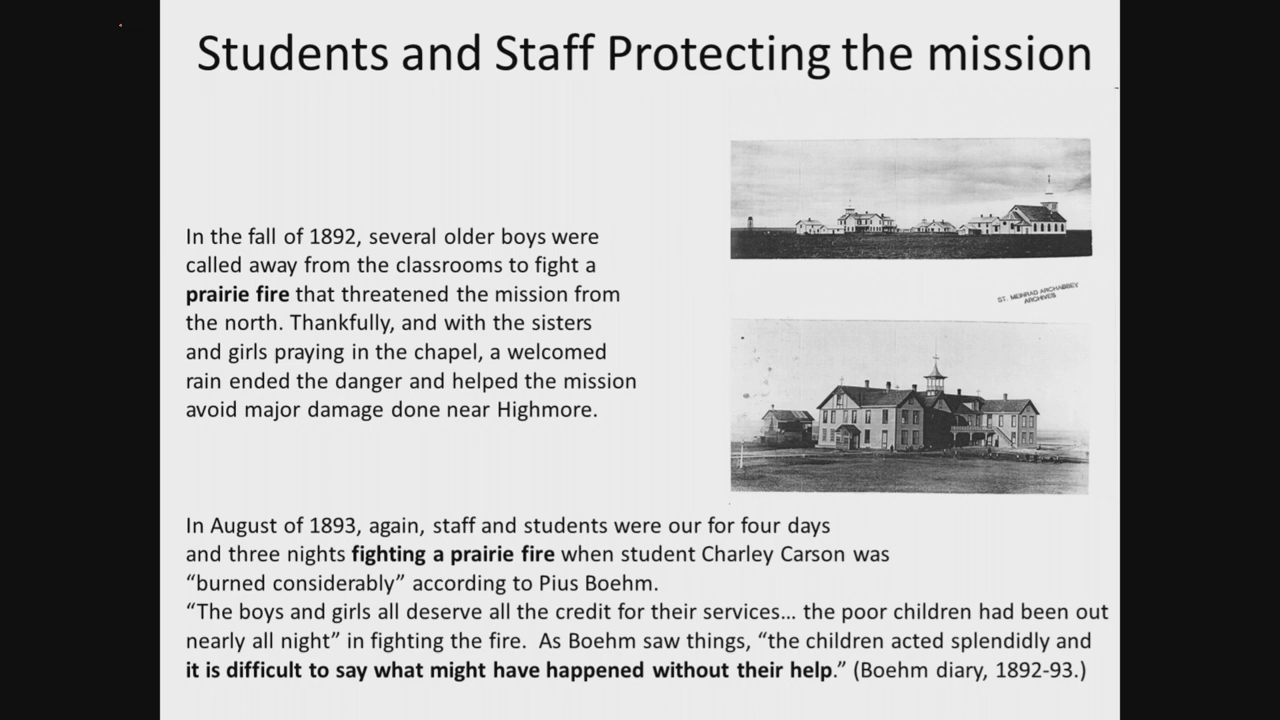 Students and Staff Protecting the mission
In the fall of 1892, several older boys were
called away from the classrooms to fight a
prairie fire that threatened the mission from
the north. Thankfully, and with the sisters
and girls praying in the chapel, a welcomed
rain ended the danger and helped the mission
avoid major damage done near Highmore.
ST. MEINRAD ARCHABBEY
ARCHIVES
In August of 1893, again, staff and students were our for four days
and three nights fighting a prairie fire when student Charley Carson was
“burned considerably” according to Pius Boehm.
“The boys and girls all deserve all the credit for their services… the poor children had been out
nearly all night” in fighting the fire.  As Boehm saw things, “the children acted splendidly and
it is difficult to say what might have happened without their help.” (Boehm diary, 1892-93.)